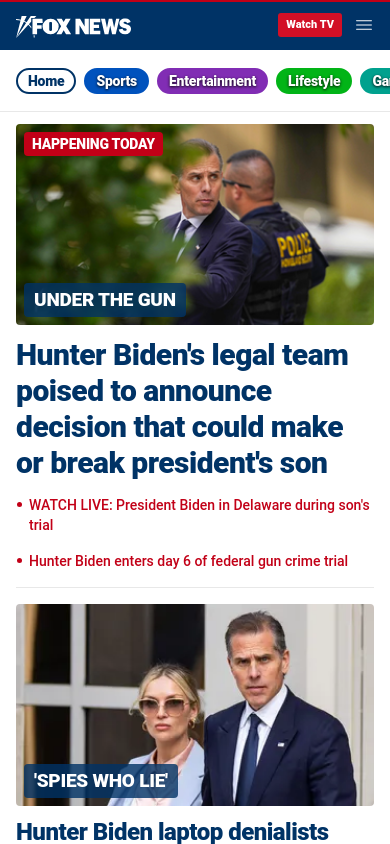 FOX NEWS
Watch TV
Home
Sports
Entertainment
Lifestyle
HAPPENING TODAY
POLICE
UNDER THE GUN
Hunter Biden's legal team
poised to announce
decision that could make
or break president's son
• WATCH LIVE: President Biden in Delaware during son's
trial
• Hunter Biden enters day 6 of federal gun crime trial
'SPIES WHO LIE'
Hunter Biden laptop denialists